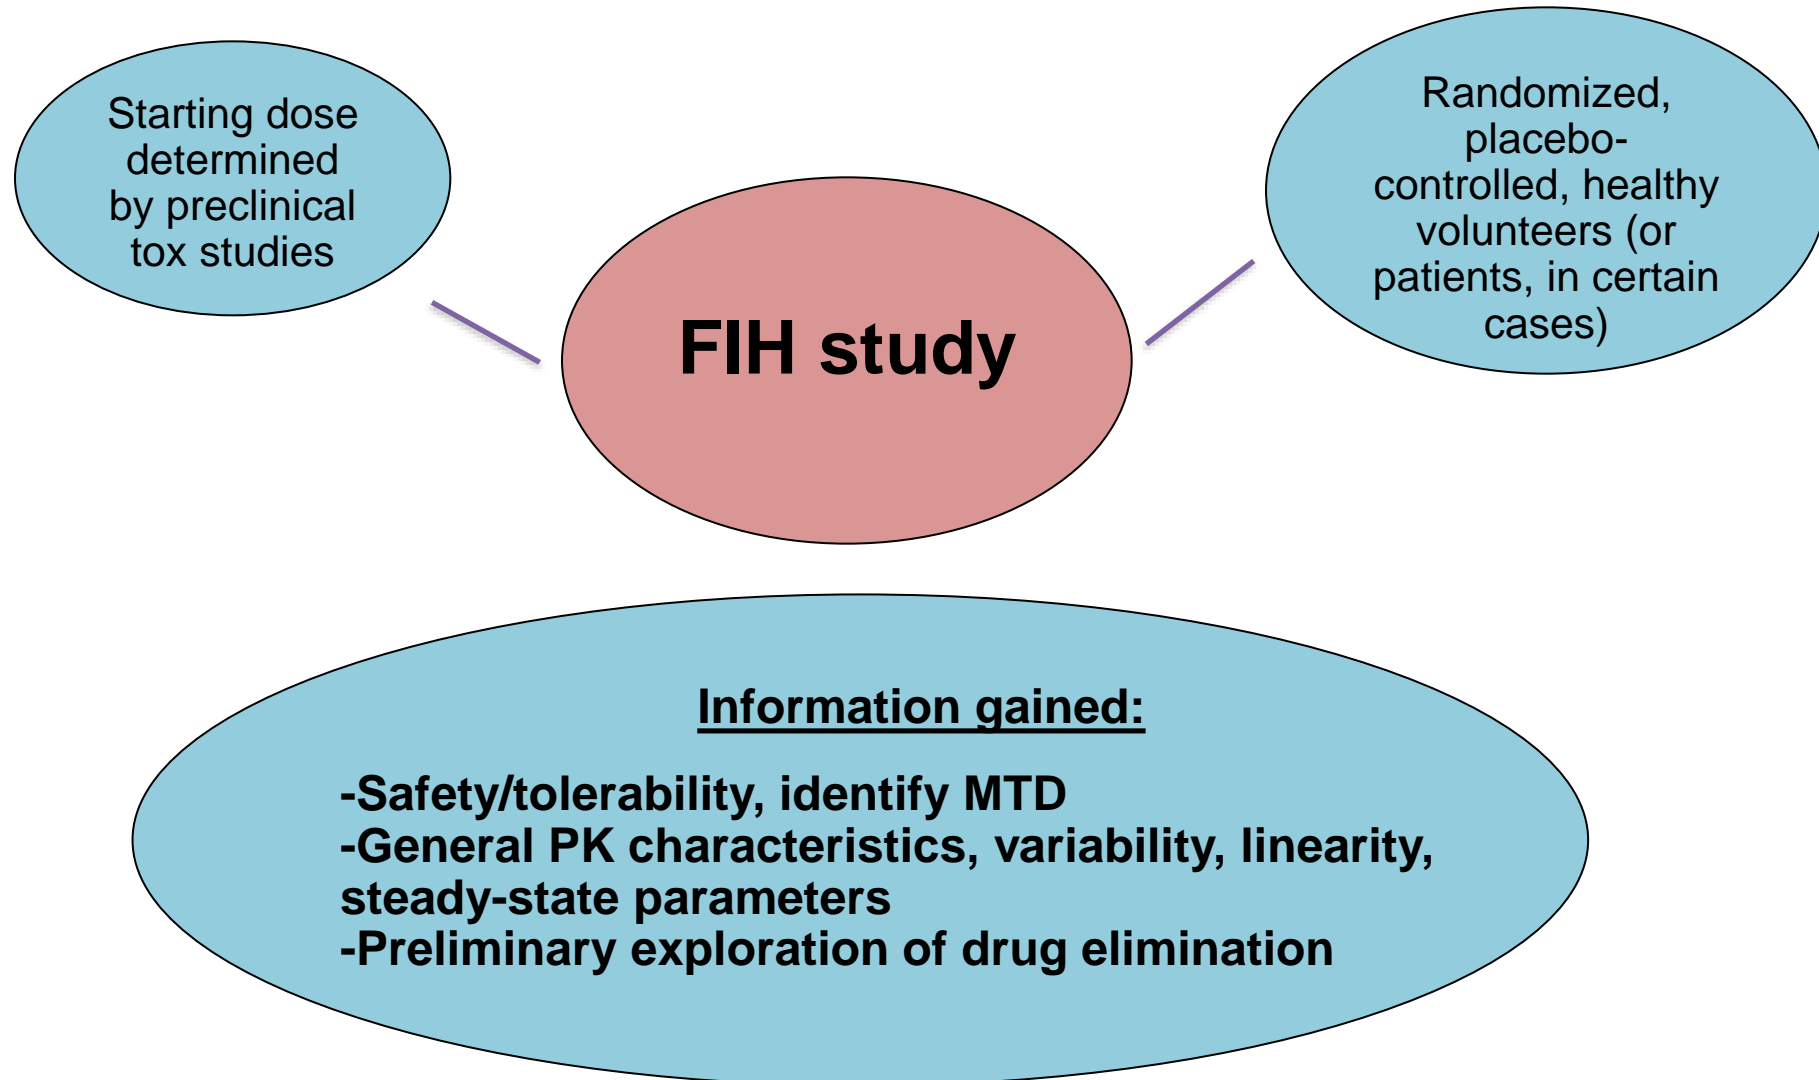 Starting dose
determined
by preclinical
tox studies
Randomized,
placebo-
controlled, healthy
volunteers (or
patients, in certain
cases)
FIH study
Information gained:
-Safety/tolerability, identify MTD
-General PK characteristics, variability, linearity,
steady-state parameters
-Preliminary exploration of drug elimination